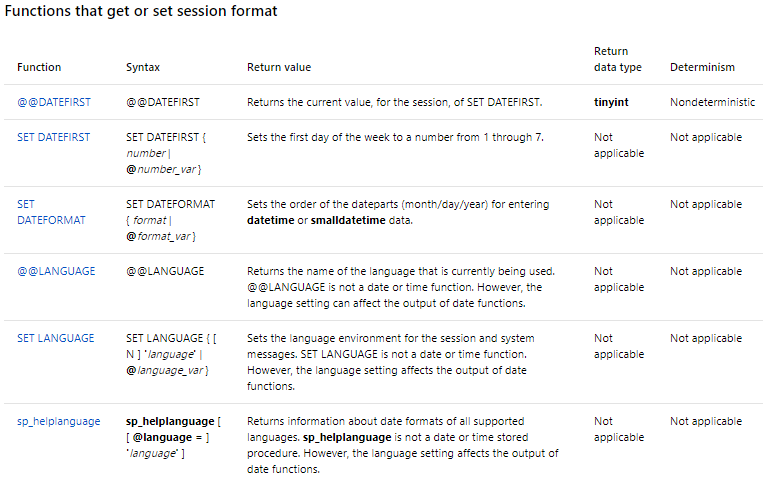 Functions that get or set session format
Function Syntax Return value Return data type Determinism
@@DATEFIRST @@DATEFIRST Returns the current value, for the session, of SET DATEFIRST. tinyint Nondeterministic
SET DATEFIRST SET DATEFIRST { Sets the first day of the week to a number from 1 through 7. Not Not applicable
number | applicable
@number_var }
SET SET DATEFORMAT Sets the order of the dateparts (month/day/year) for entering Not Not applicable
DATEFORMAT { format | datetime or smalldatetime data. applicable
@format_var }
@@LANGUAGE @@LANGUAGE Returns the name of the language that is currently being used. Not Not applicable
@@LANGUAGE is not a date or time function. However, the applicable
language setting can affect the output of date functions.
SET LANGUAGE SET LANGUAGE { [ Sets the language environment for the session and system Not Not applicable
N ] 'language' | messages. SET LANGUAGE is not a date or time function. applicable
@language_var } However, the language setting affects the output of date
functions.
sp_helplanguage sp_helplanguage [ Returns information about date formats of all supported Not Not applicable
[ @language = ] languages. sp_helplanguage is not a date or time stored applicable
'language' ] procedure. However, the language setting affects the output of
date functions.